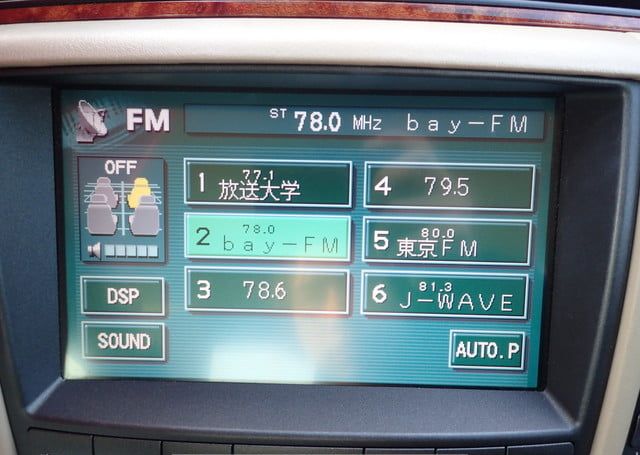 FM
ST 78.0 MHz bay-FM
OFF
1 77.1 放送大学
2 78.0 bay-FM
3 78.6
4 79.5
5 80.0 東京FM
6 81.3 J-WAVE
DSP
SOUND
AUTO.P